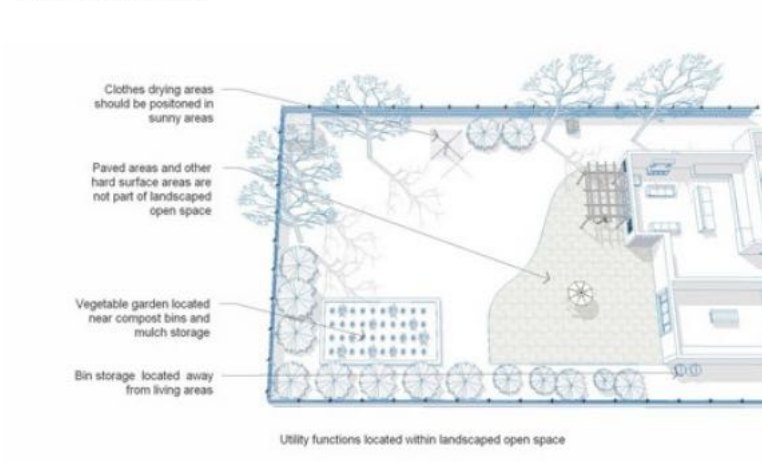 Clothes drying areas
should be positoned in
sunny areas
Paved areas and other
hard surface areas are
not part of landscaped
open space
Vegetable garden located
near compost bins and
mulch storage
Bin storage located away
from living areas
Utility functions located within landscaped open space